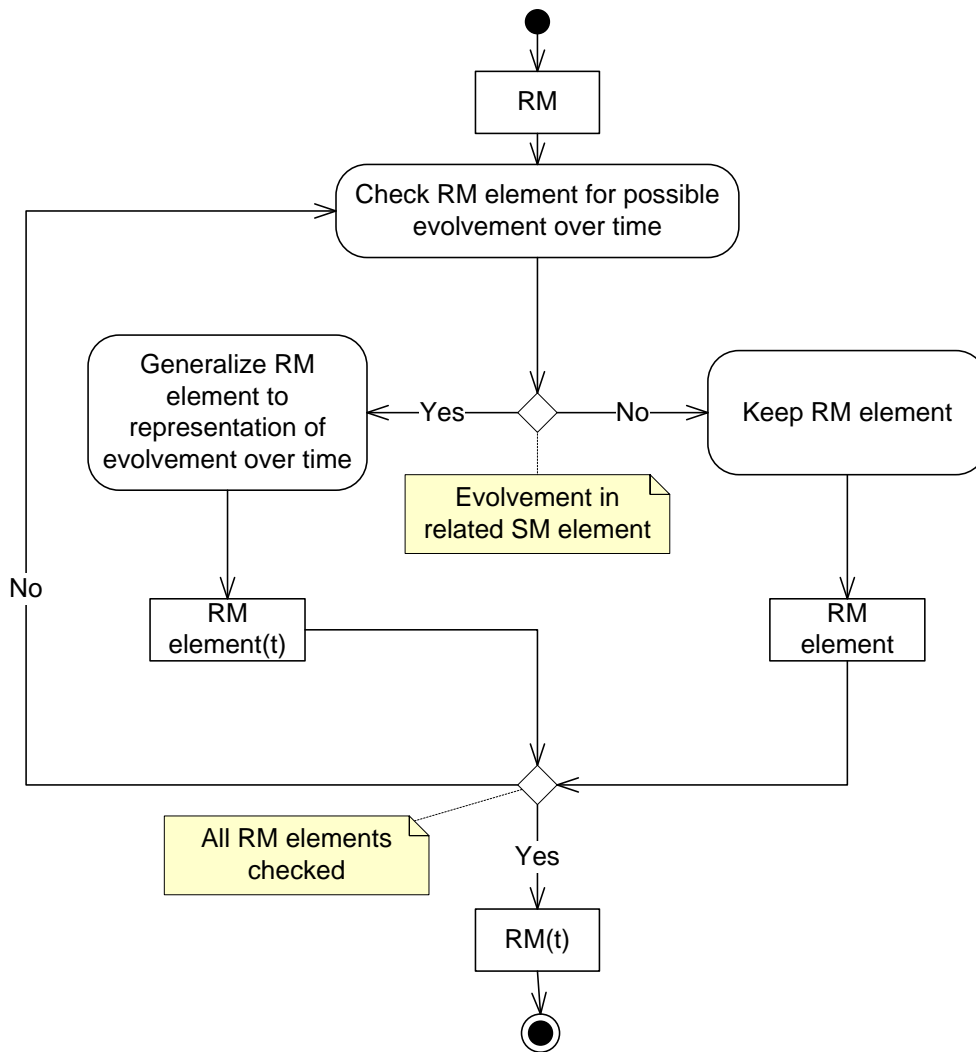 RM
Check RM element for possible
evolvement over time
Generalize RM
element to
representation of
evolvement over time
Yes
No
Keep RM element
Evolvement in
related SM element
No
RM
element(t)
RM
element
All RM elements
checked
Yes
RM(t)